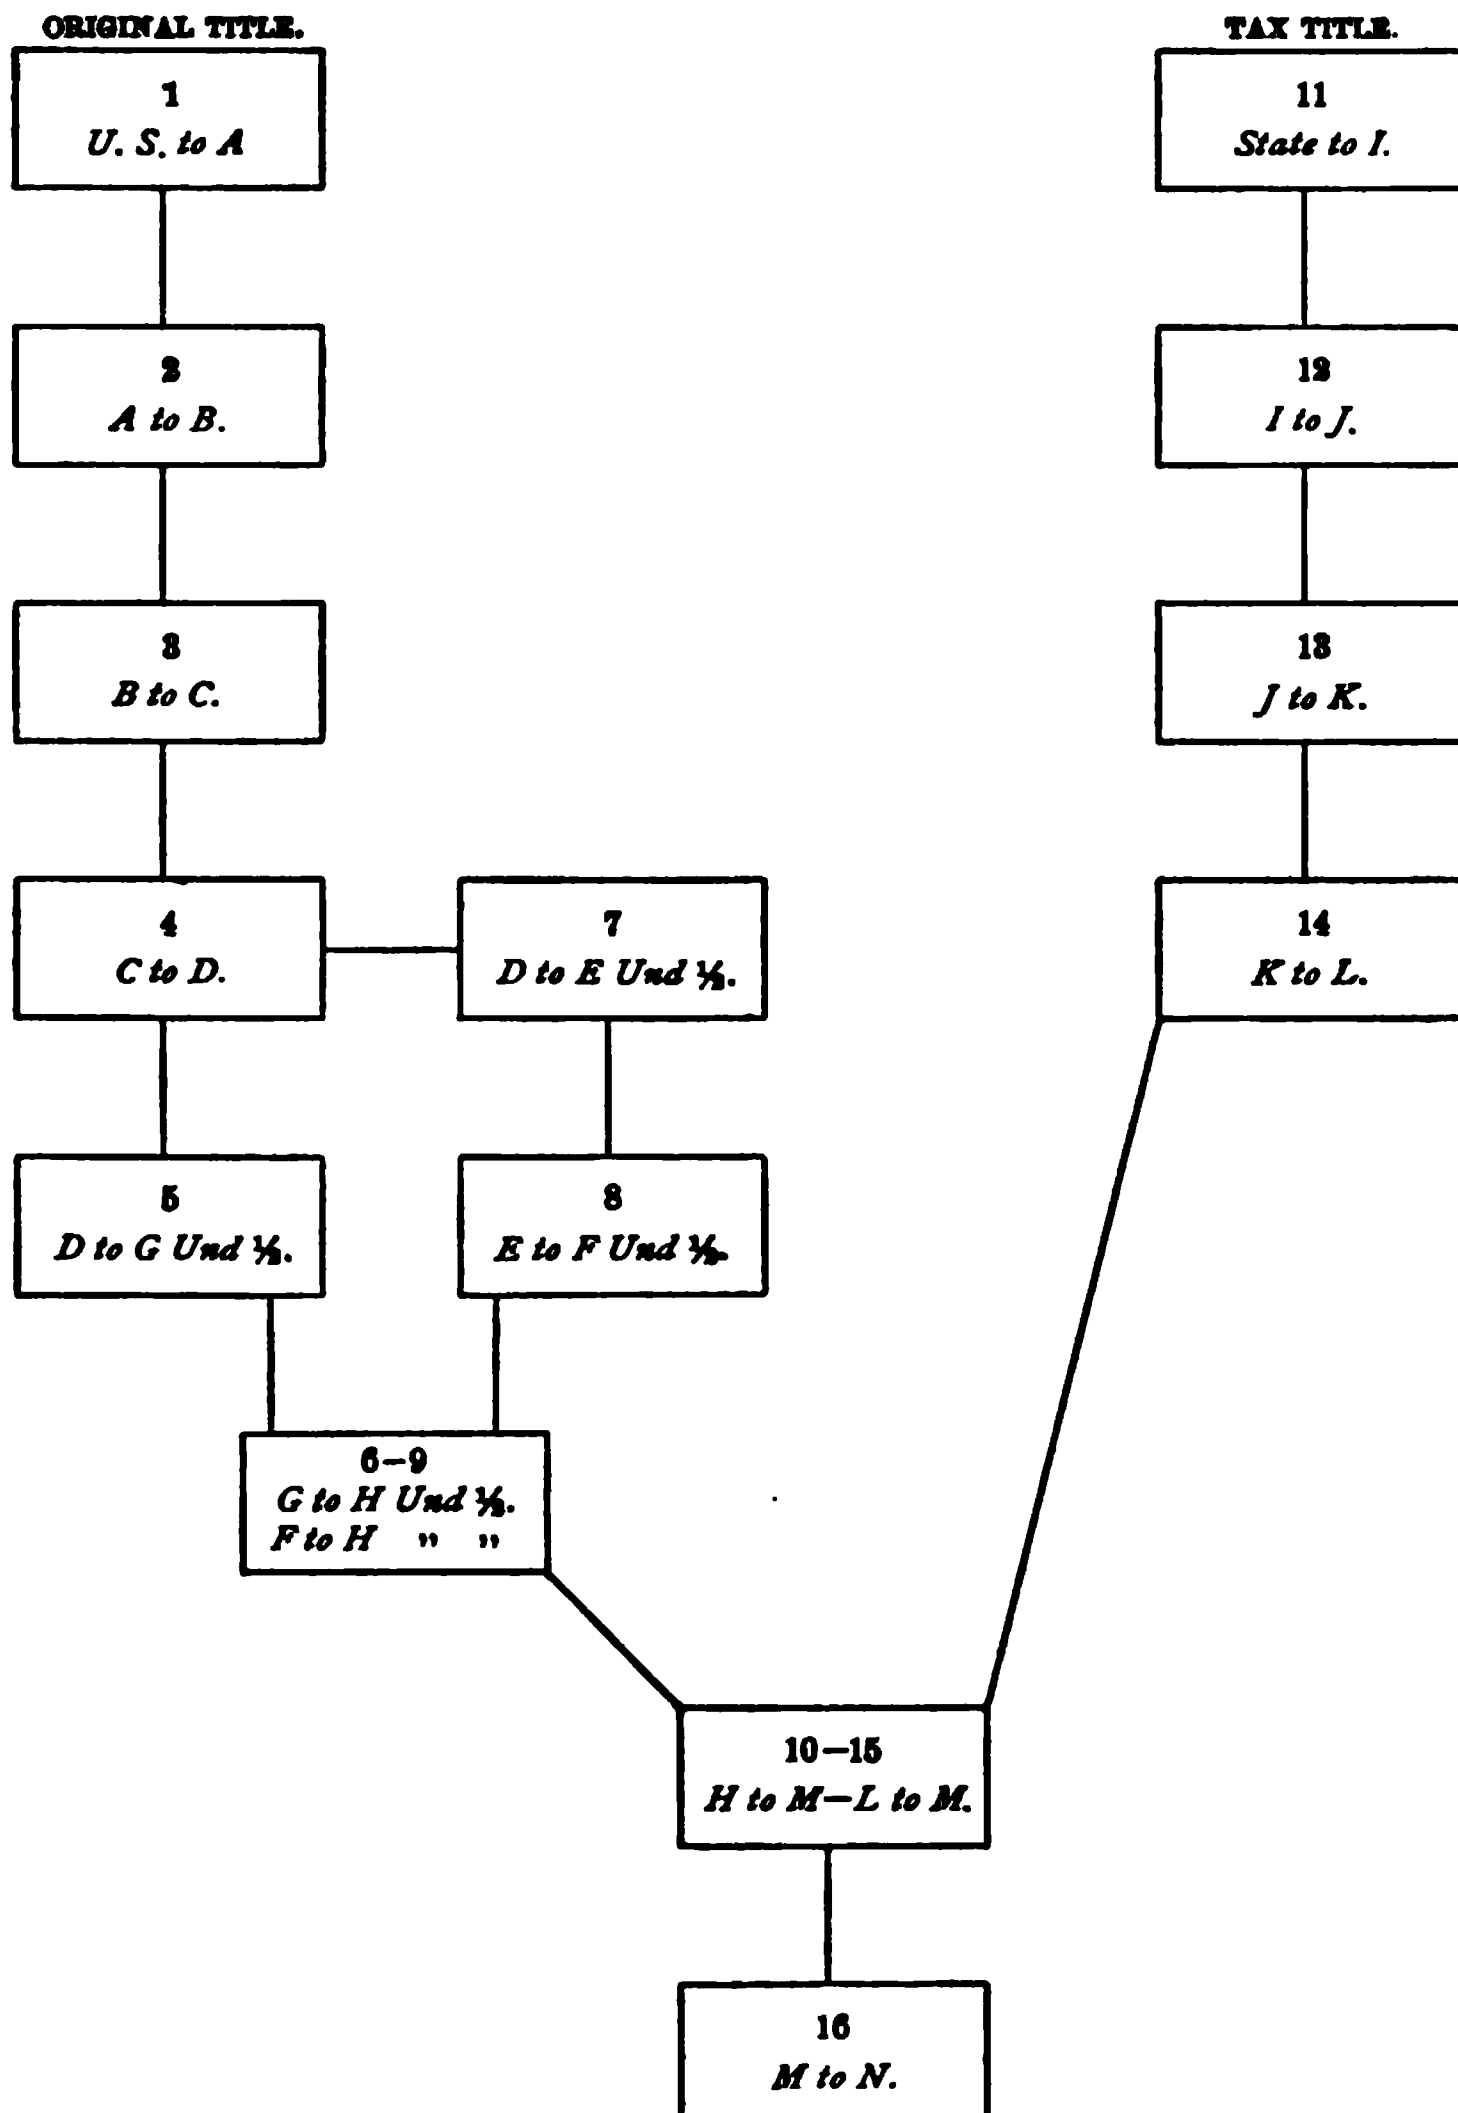 ORIGINAL TITLE.
TAX TITLE.
1
U. S. to A
11
State to I.
2
A to B.
12
I to J.
3
B to C.
13
J to K.
4
C to D.
7
D to E Und ½.
14
K to L.
5
D to G Und ½.
8
E to F Und ½.
6–9
G to H Und ½.
F to H " "
10–15
H to M–L to M.
16
M to N.